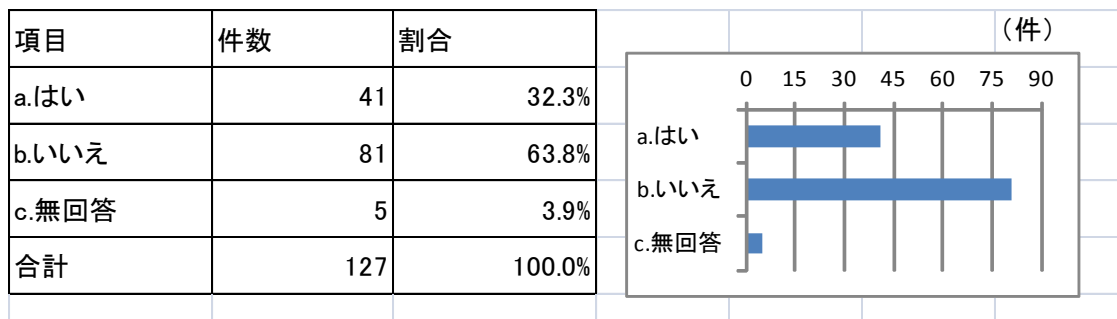 項目 件数 割合
a.はい 41 32.3%
b.いいえ 81 63.8%
c.無回答 5 3.9%
合計 127 100.0%
（件）
0 15 30 45 60 75 90
a.はい
b.いいえ
c.無回答